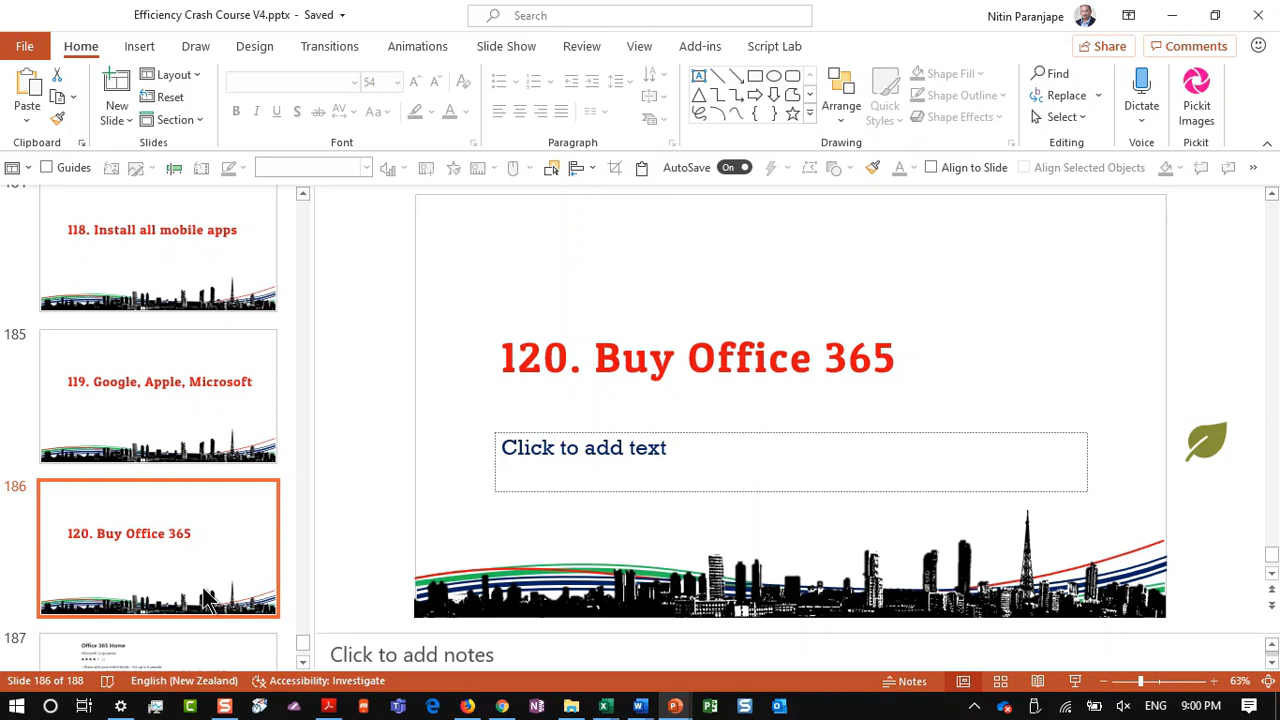 Efficiency Crash Course V4.pptx - Saved
Search
Nitin Paranjape
File Home Insert Draw Design Transitions Animations Slide Show Review View Add-ins Script Lab
Share Comments
Paste
New Slide
Layout
Reset
Section
54
B I U S ab AV Aa A
Arrange
Quick Styles
Shape Fill
Shape Outline
Shape Effects
Find
Replace
Select
Dictate
Pickit Images
Clipboard Slides Font Paragraph Drawing Editing Voice Pickit
Guides
AutoSave On
Align to Slide Align Selected Objects
118. Install all mobile apps
185
119. Google, Apple, Microsoft
186
120. Buy Office 365
187
Office 365 Home
Microsoft Corporation
120. Buy Office 365
Click to add text
Click to add notes
Slide 186 of 188 English (New Zealand) Accessibility: Investigate Notes 63%
9:00 PM